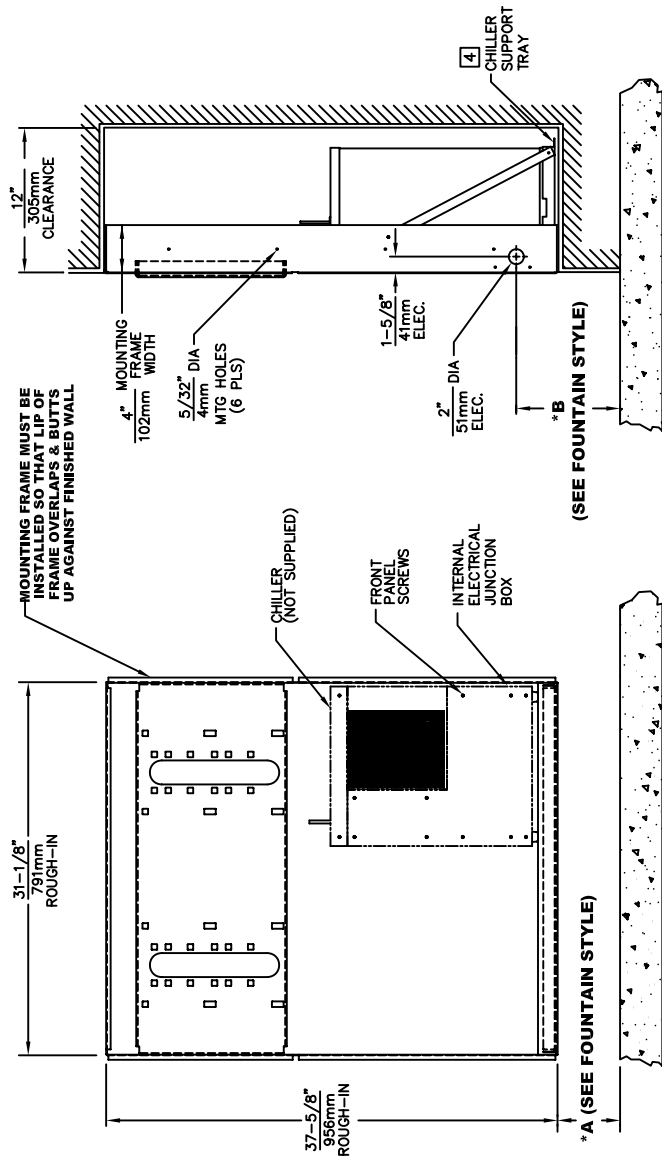 MOUNTING FRAME MUST BE
INSTALLED SO THAT LIP OF
FRAME OVERLAPS & BUTTS
UP AGAINST FINISHED WALL
31-1/8"
791mm
ROUGH-IN
37-5/8"
956mm
ROUGH-IN
CHILLER
(NOT SUPPLIED)
FRONT
PANEL
SCREWS
INTERNAL
ELECTRICAL
JUNCTION
BOX
*A (SEE FOUNTAIN STYLE)
12"
305mm
CLEARANCE
4"
102mm
MOUNTING
FRAME
WIDTH
5/32" DIA
4mm
MTG HOLES
(6 PLS)
1-5/8"
41mm
ELEC.
2" DIA
51mm
ELEC.
4
CHILLER
SUPPORT
TRAY
*B
(SEE FOUNTAIN STYLE)